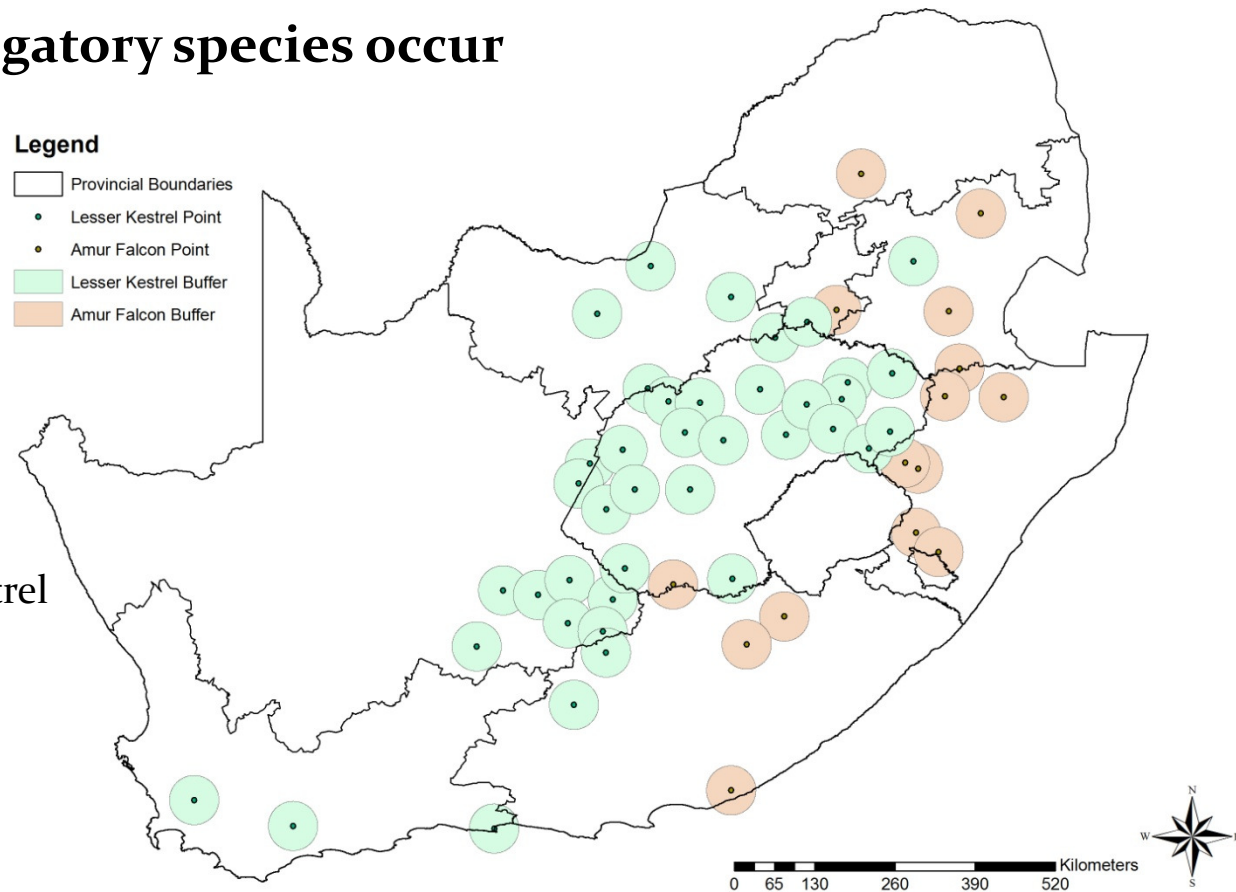 gatory species occur
Legend
Provincial Boundaries
Lesser Kestrel Point
Amur Falcon Point
Lesser Kestrel Buffer
Amur Falcon Buffer
trel
N
W
S
Kilometers
0 65 130 260 390 520